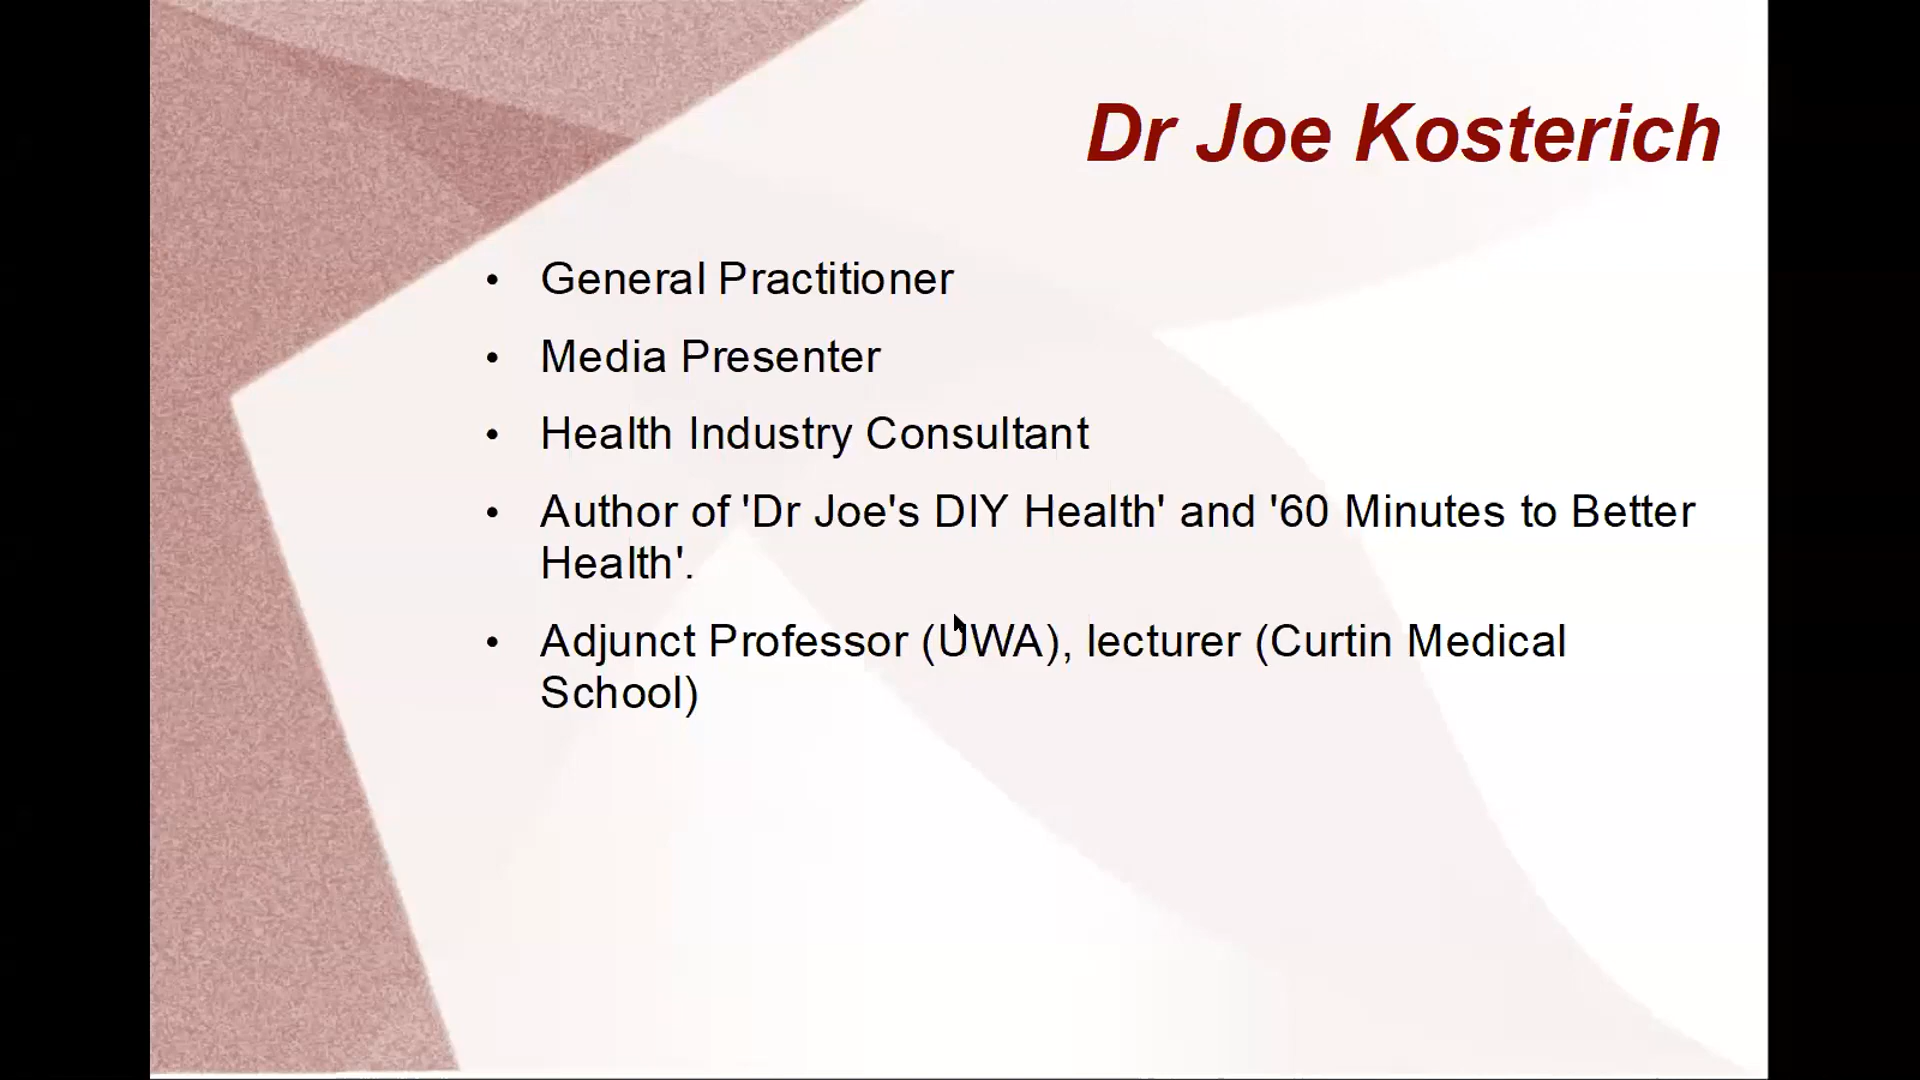 Dr Joe Kosterich
• General Practitioner
• Media Presenter
• Health Industry Consultant
• Author of 'Dr Joe's DIY Health' and '60 Minutes to Better
Health'.
• Adjunct Professor (UWA), lecturer (Curtin Medical
School)